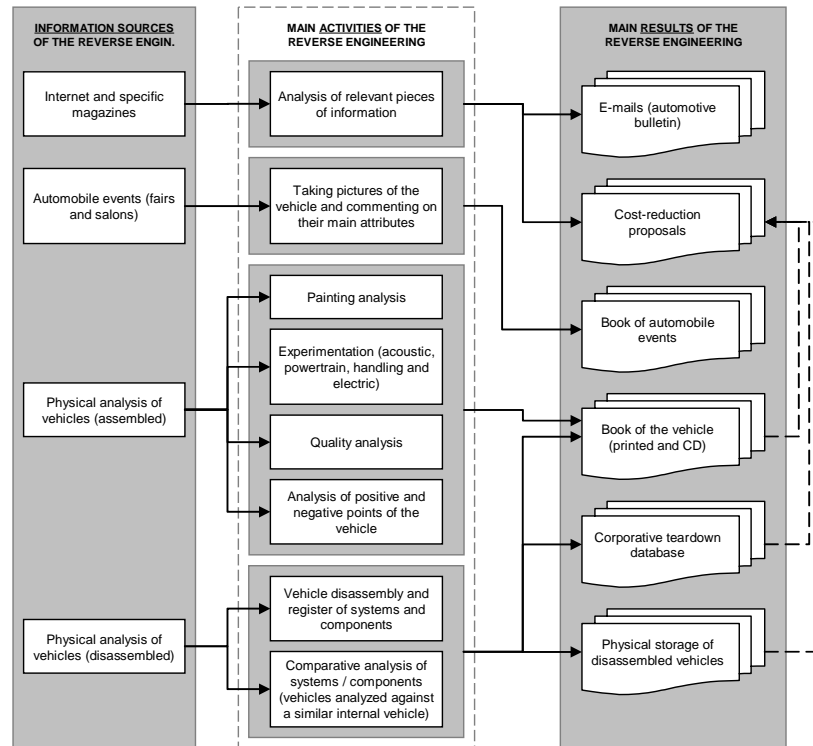 INFORMATION SOURCES
OF THE REVERSE ENGIN.
MAIN ACTIVITIES OF THE
REVERSE ENGINEERING
MAIN RESULTS OF THE
REVERSE ENGINEERING
Internet and specific
magazines
Analysis of relevant pieces
of information
E-mails (automotive
bulletin)
Automobile events (fairs
and salons)
Taking pictures of the
vehicle and commenting on
their main attributes
Cost-reduction
proposals
Painting analysis
Book of automobile
events
Experimentation (acoustic,
powertrain, handling and
electric)
Physical analysis of
vehicles (assembled)
Book of the vehicle
(printed and CD)
Quality analysis
Analysis of positive and
negative points of the
vehicle
Corporative teardown
database
Vehicle disassembly and
register of systems and
components
Physical analysis of
vehicles (disassembled)
Physical storage of
disassembled vehicles
Comparative analysis of
systems / components
(vehicles analyzed against
a similar internal vehicle)